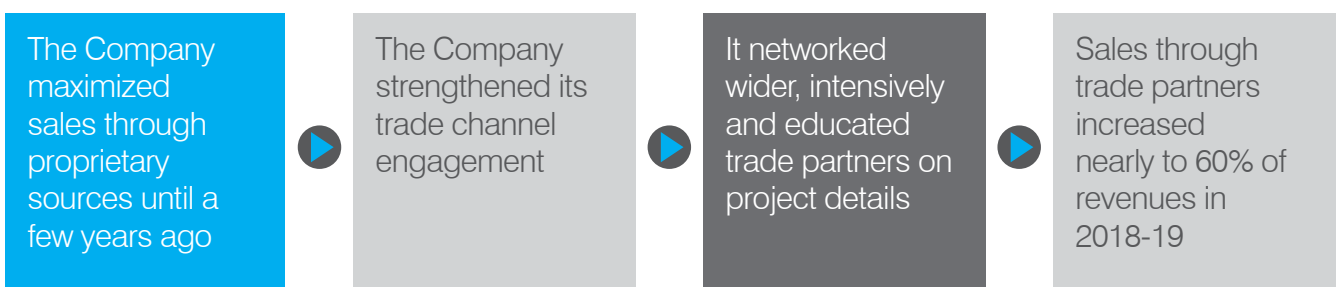 The Company
maximized
sales through
proprietary
sources until a
few years ago
The Company
strengthened its
trade channel
engagement
It networked
wider, intensively
and educated
trade partners on
project details
Sales through
trade partners
increased
nearly to 60% of
revenues in
2018-19